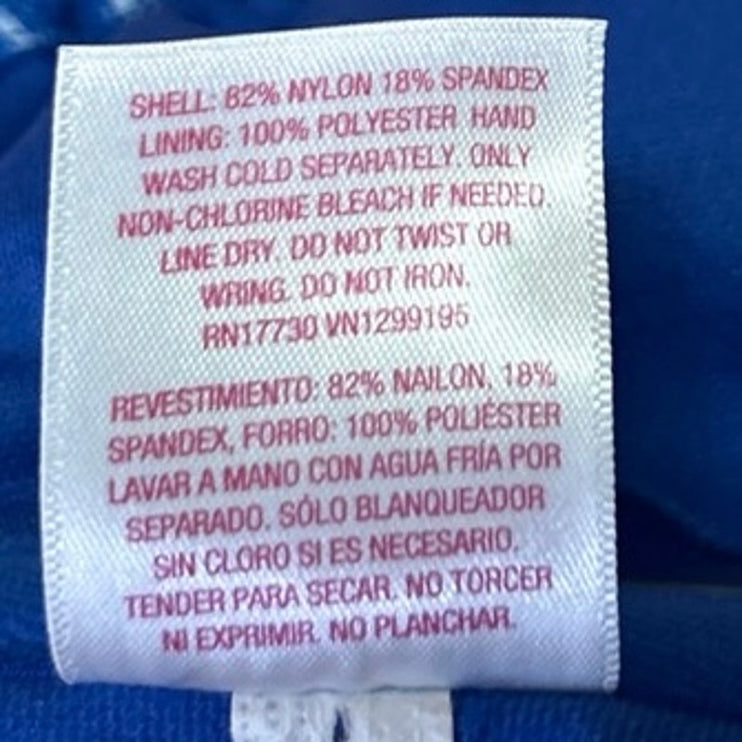 SHELL: 82% NYLON 18% SPANDEX
LINING: 100% POLYESTER HAND
WASH COLD SEPARATELY. ONLY
NON-CHLORINE BLEACH IF NEEDED.
LINE DRY. DO NOT TWIST OR
WRING. DO NOT IRON.
RN17730 VN1299195
REVESTIMIENTO: 82% NAILON, 18%
SPANDEX, FORRO: 100% POLIÉSTER
LAVAR A MANO CON AGUA FRÍA POR
SEPARADO. SÓLO BLANQUEADOR
SIN CLORO SI ES NECESARIO.
TENDER PARA SECAR. NO TORCER
NI EXPRIMIR. NO PLANCHAR.